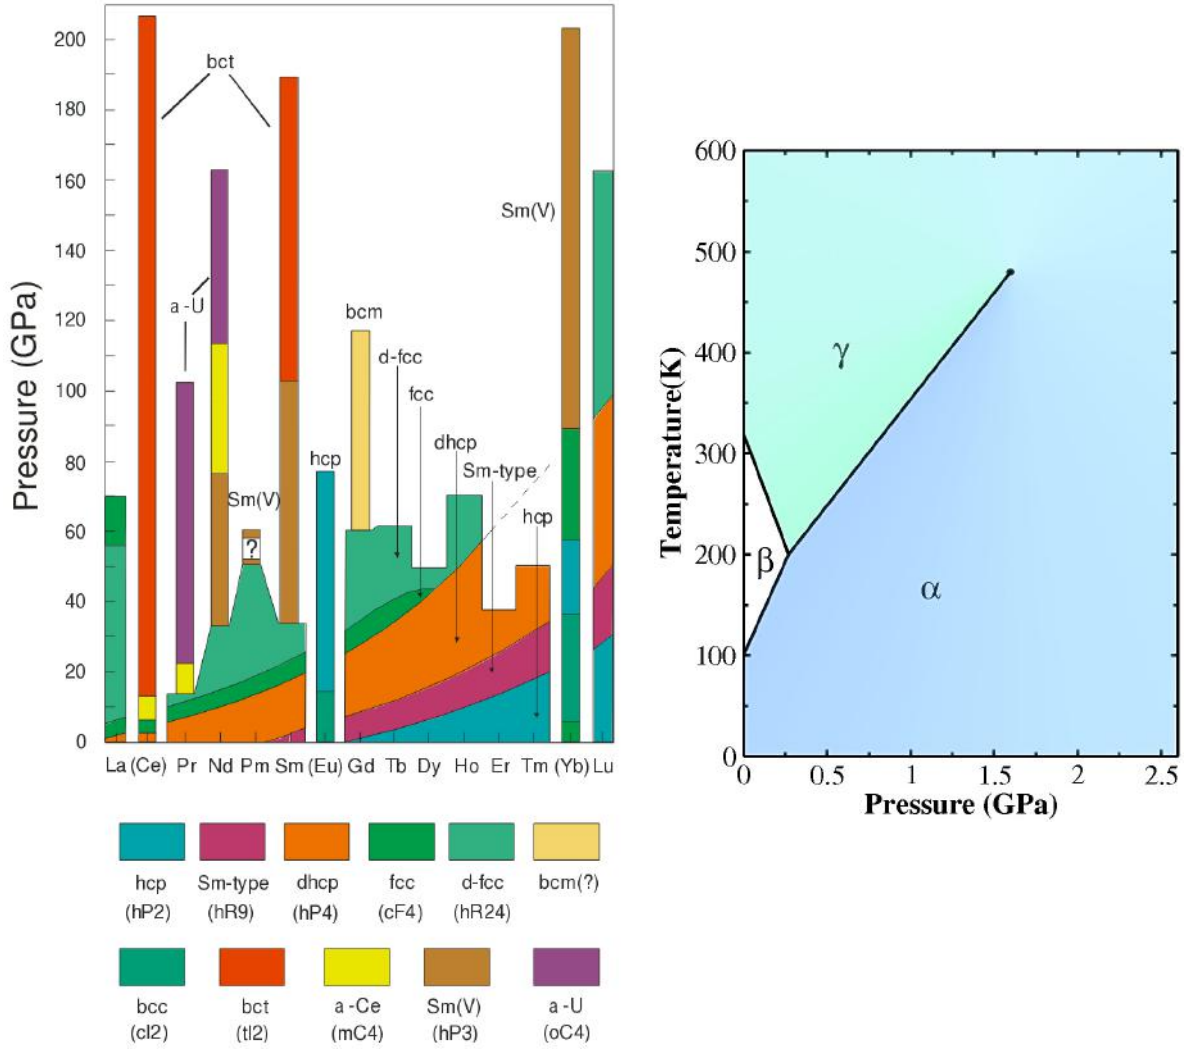 Pressure (GPa)
200
180
160
140
120
100
80
60
40
20
0
bct
a -U
Sm(V)
?
hcp
bcm
d-fcc
fcc
dhcp
Sm-type
hcp
Sm(V)
La (Ce) Pr Nd Pm Sm (Eu) Gd Tb Dy Ho Er Tm (Yb) Lu
hcp Sm-type dhcp fcc d-fcc bcm(?)
(hP2) (hR9) (hP4) (cF4) (hR24)
bcc bct a -Ce Sm(V) a -U
(cI2) (tI2) (mC4) (hP3) (oC4)
Temperature(K)
600
500
400
300
200
100
0
γ
β
α
0 0.5 1 1.5 2 2.5
Pressure (GPa)